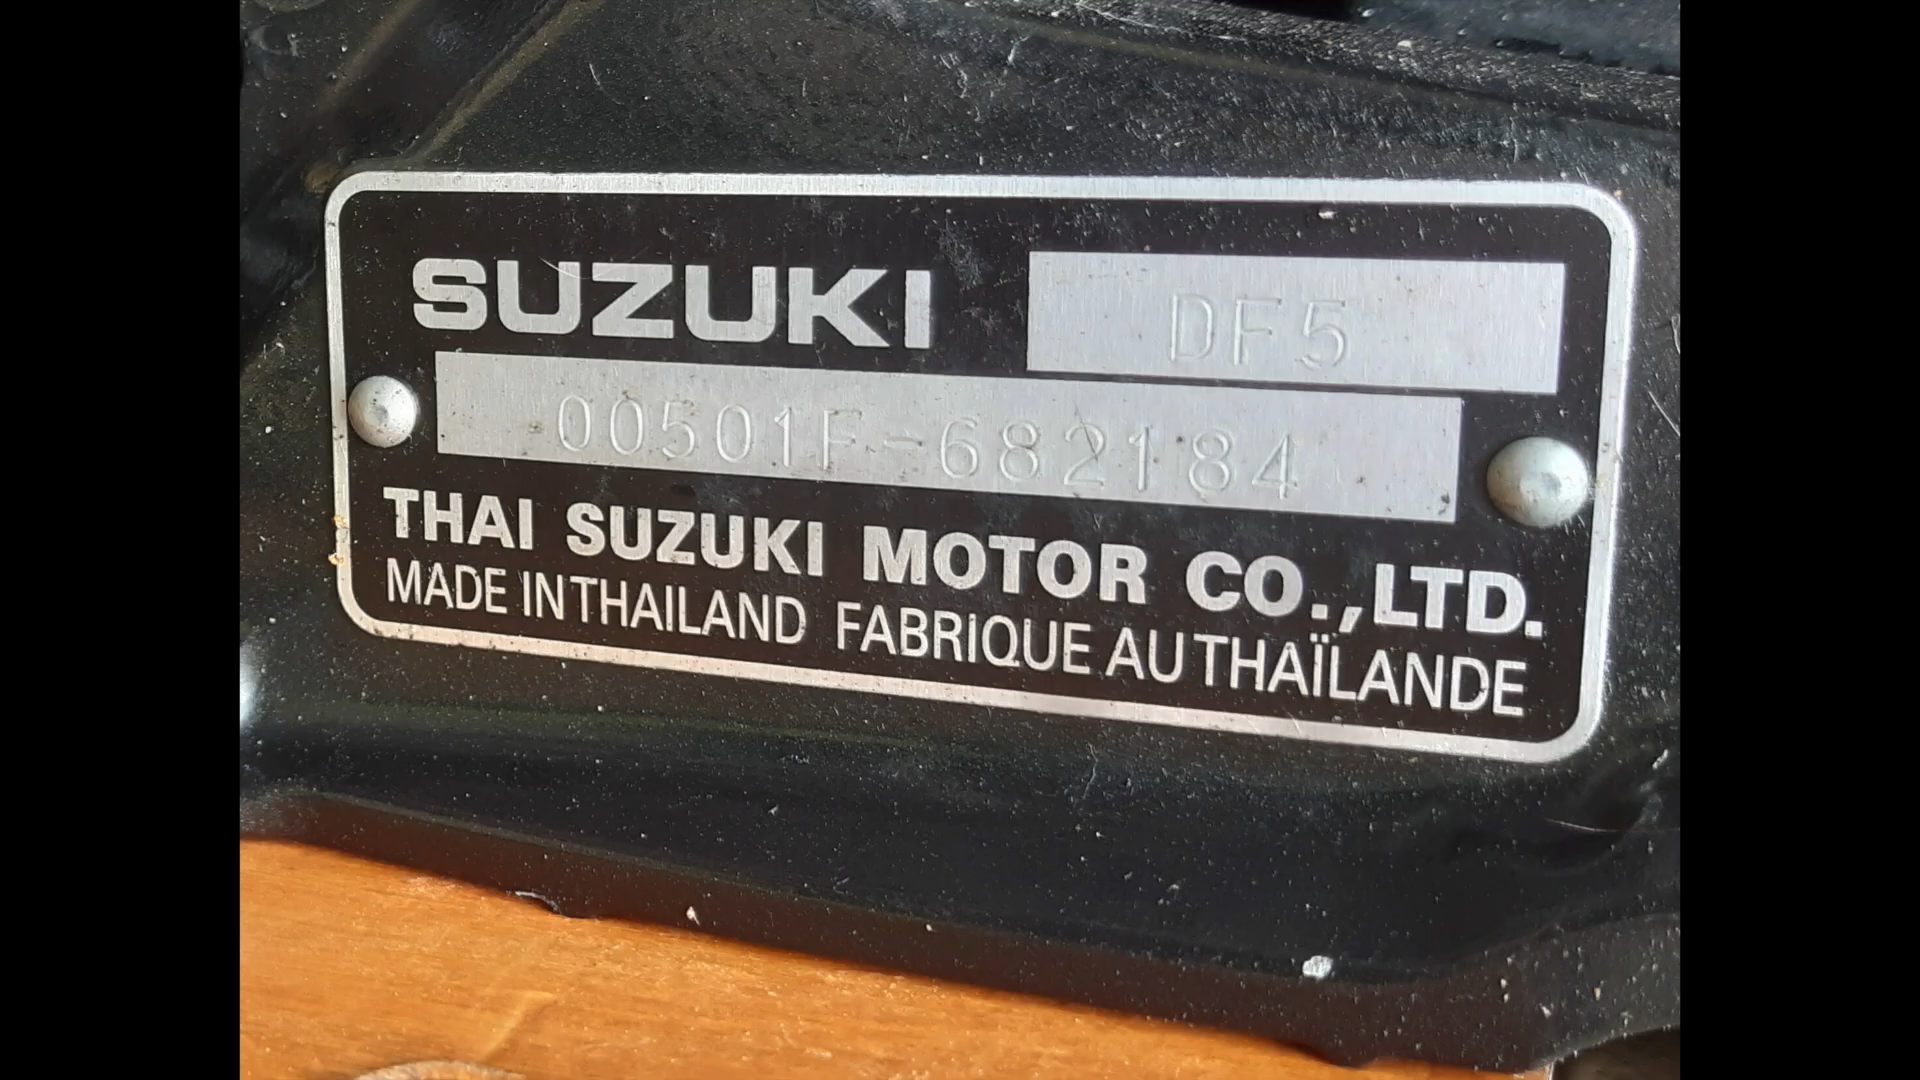 SUZUKI DF5
00501F-682184
THAI SUZUKI MOTOR CO.,LTD.
MADE IN THAILAND FABRIQUE AU THAÏLANDE